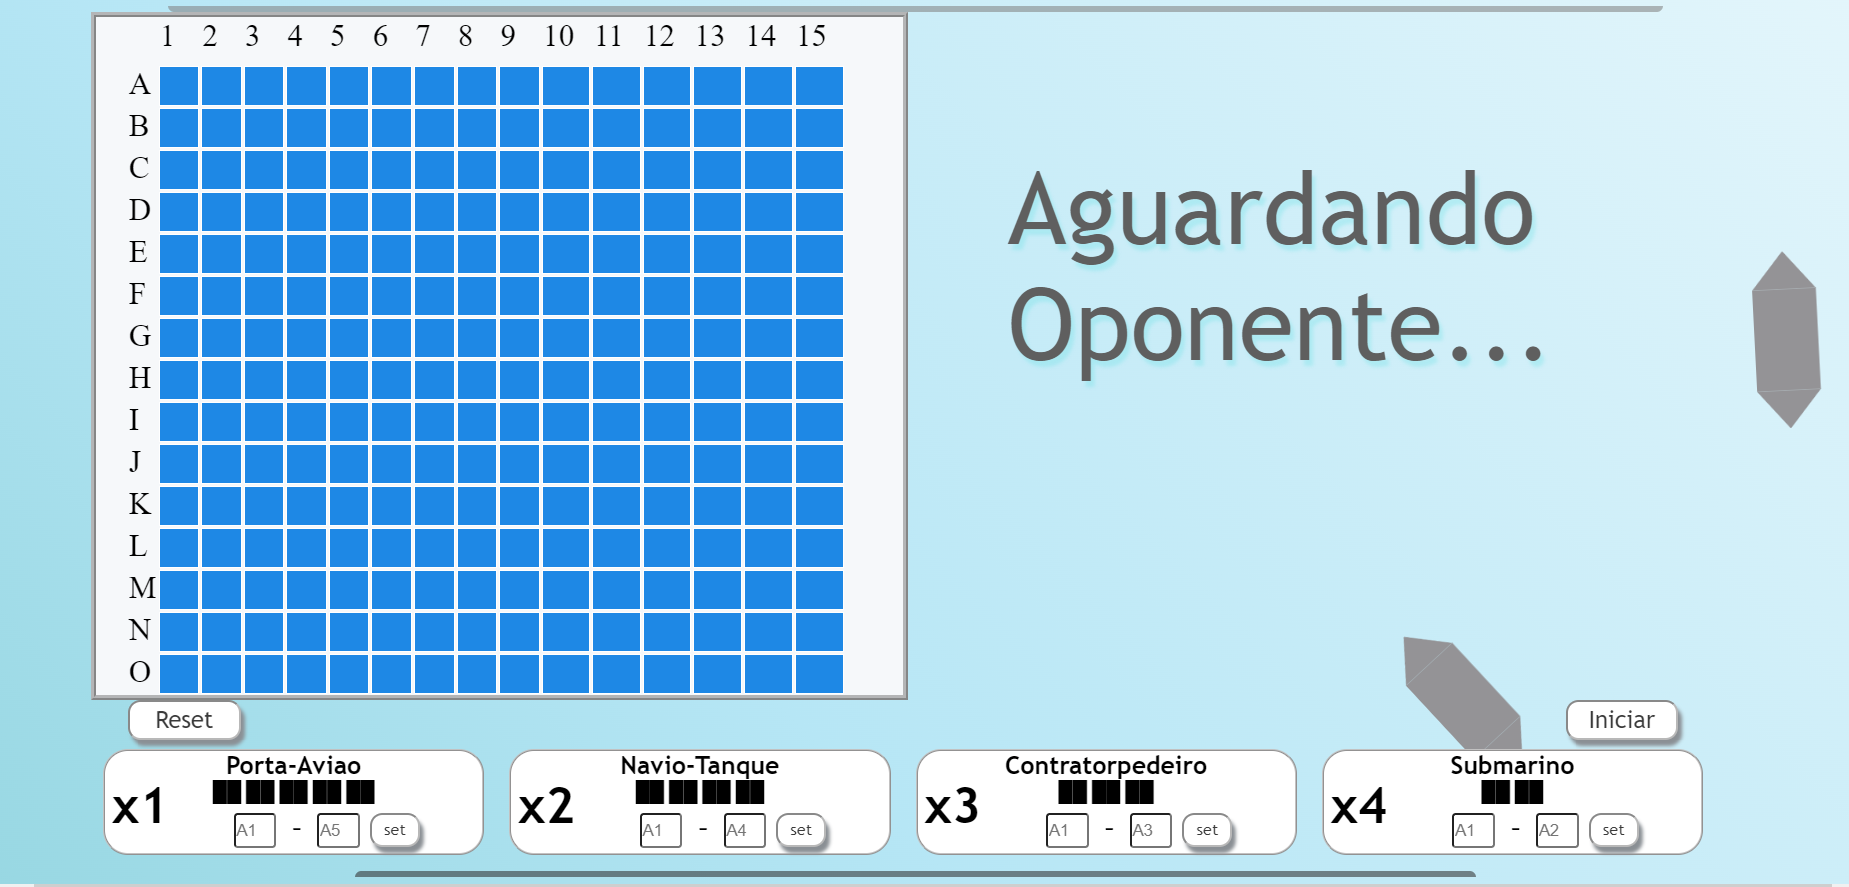 1 2 3 4 5 6 7 8 9 10 11 12 13 14 15
A
B
C
D
E
F
G
H
I
J
K
L
M
N
O
Aguardando
Oponente...
Reset
Iniciar
Porta-Aviao
x1
A1 - A5 set
Navio-Tanque
x2
A1 - A4 set
Contratorpedeiro
x3
A1 - A3 set
Submarino
x4
A1 - A2 set